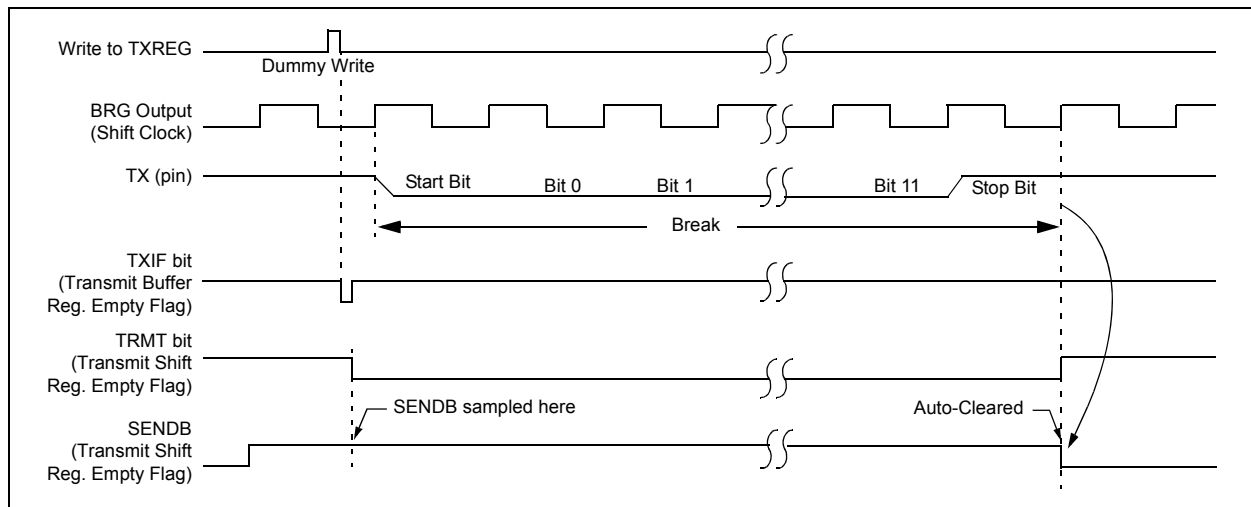 Write to TXREG
Dummy Write
BRG Output
(Shift Clock)
TX (pin)
Start Bit
Bit 0
Bit 1
Bit 11
Stop Bit
Break
TXIF bit
(Transmit Buffer
Reg. Empty Flag)
TRMT bit
(Transmit Shift
Reg. Empty Flag)
SENDB sampled here
Auto-Cleared
SENDB
(Transmit Shift
Reg. Empty Flag)